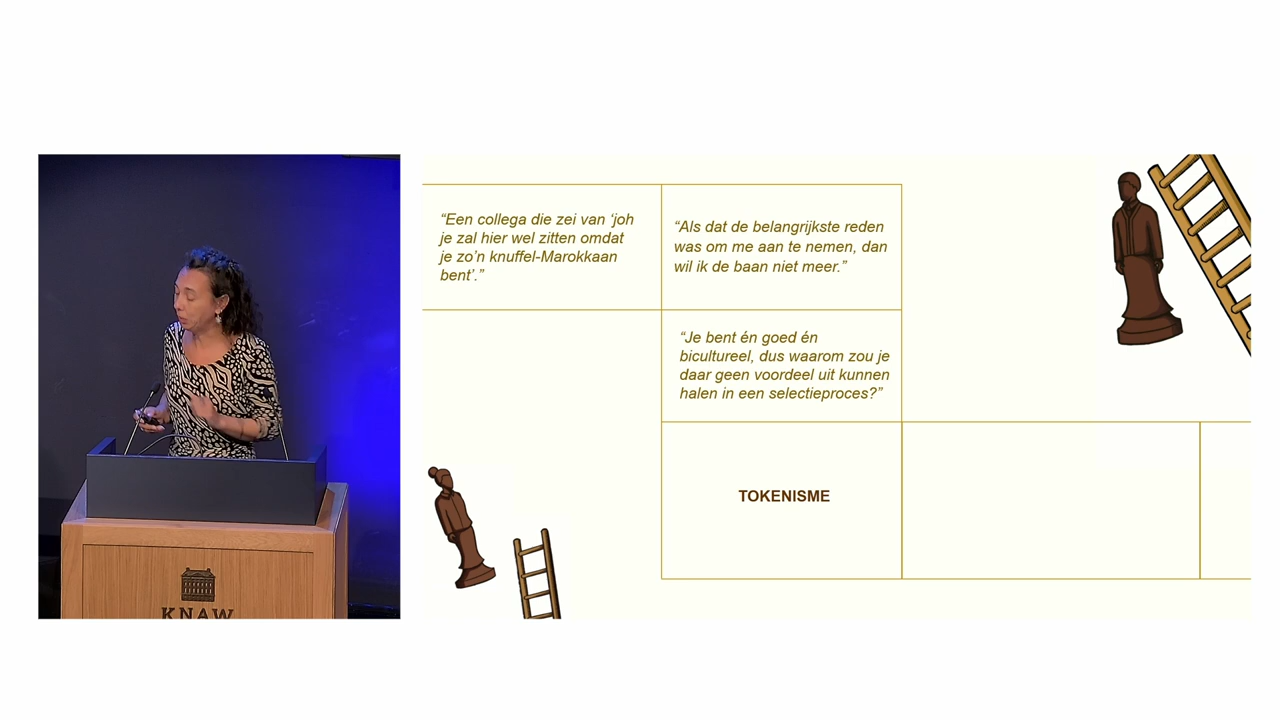 “Een collega die zei van ‘joh
je zal hier wel zitten omdat
je zo’n knuffel-Marokkaan
bent’.”
“Als dat de belangrijkste reden
was om me aan te nemen, dan
wil ik de baan niet meer.”
“Je bent én goed én
bicultureel, dus waarom zou je
daar geen voordeel uit kunnen
halen in een selectieproces?”
TOKENISME
KNAW